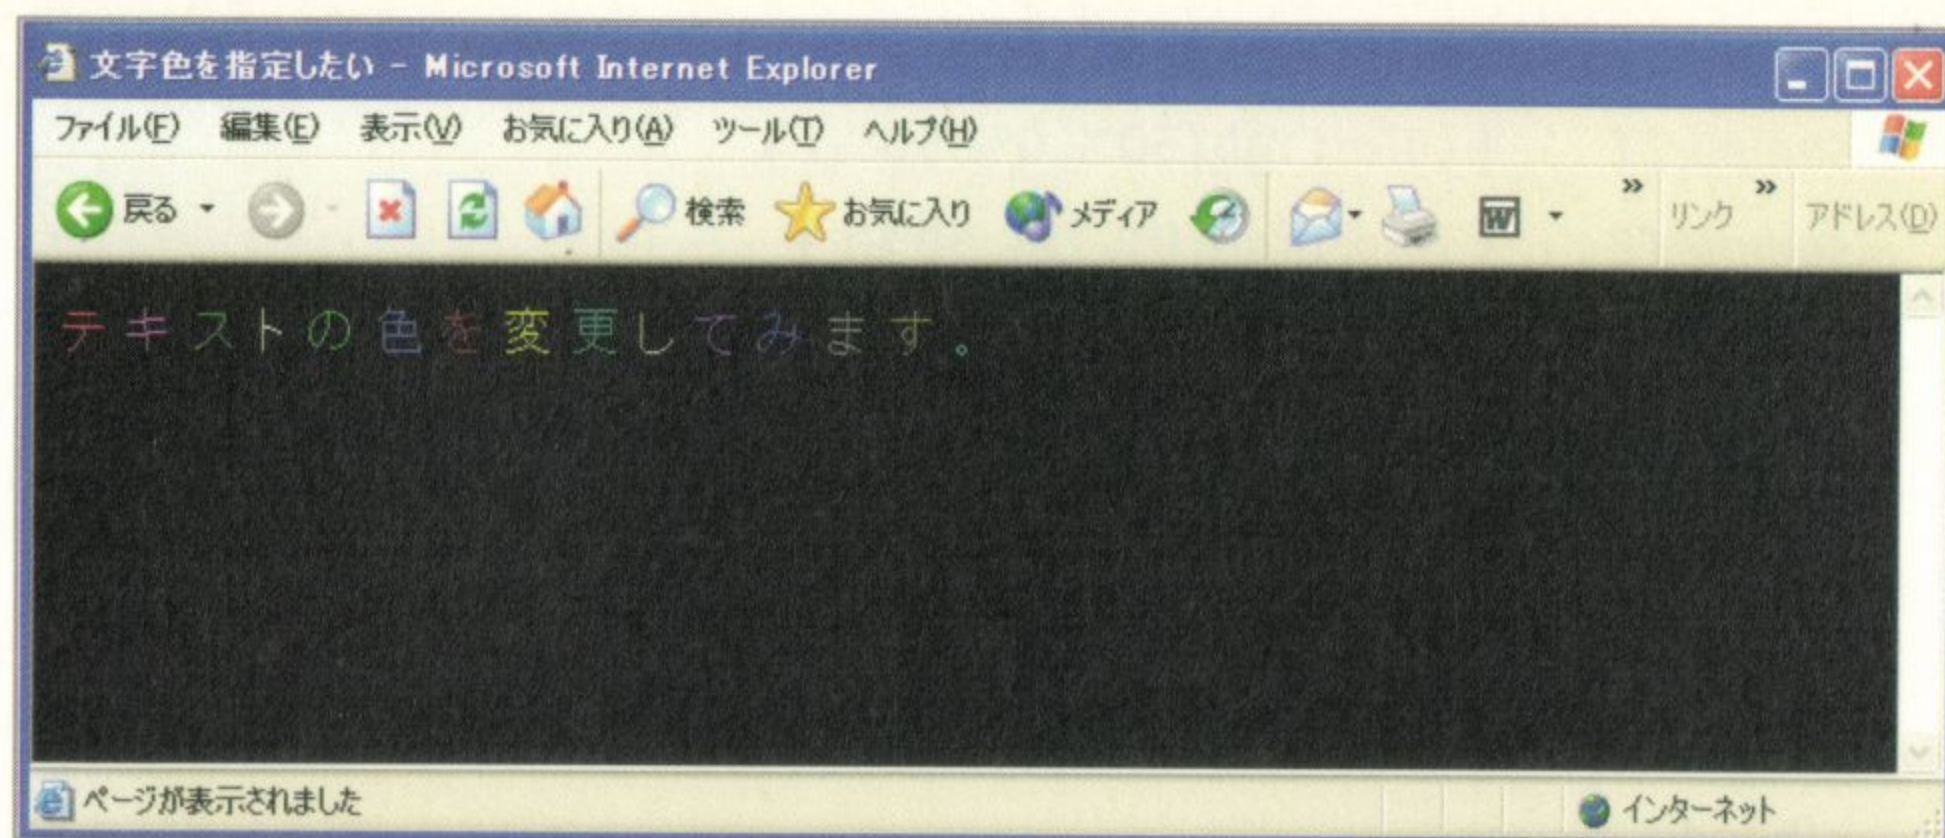 文字色を指定したい - Microsoft Internet Explorer
ファイル(F) 編集(E) 表示(V) お気に入り(A) ツール(T) ヘルプ(H)
戻る 検索 お気に入り メディア W » リンク » アドレス(D)
テキストの色を変更してみます。
ページが表示されました インターネット